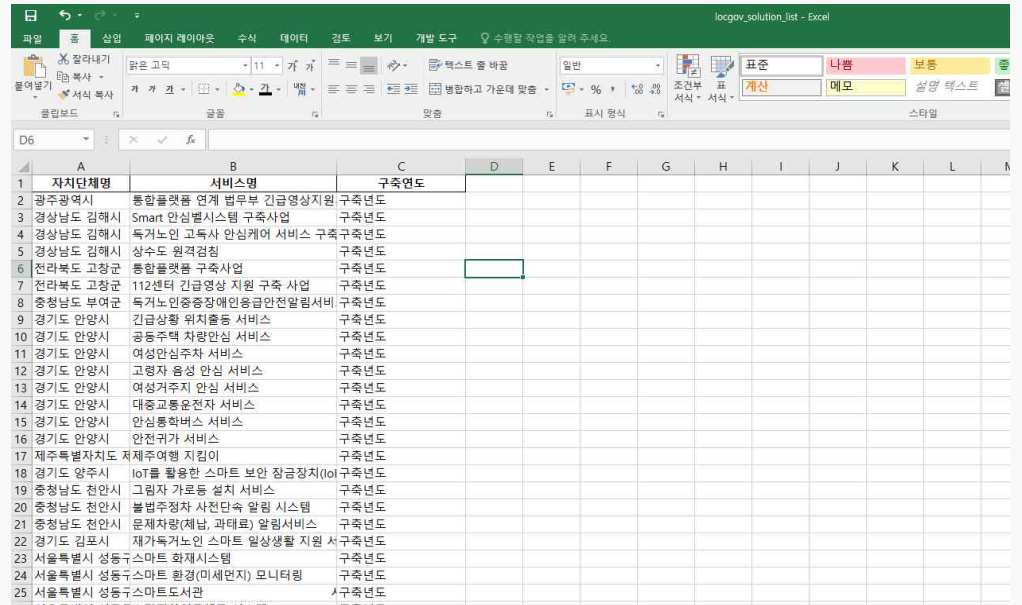 locgov_solution_list - Excel
파일 홈 삽입 페이지 레이아웃 수식 데이터 검토 보기 개발 도구 수행할 작업을 알려 주세요.
잘라내기
복사
서식 복사
붙여넣기
클립보드
맑은 고딕 11 가 가
가 가 가 가 내천
글꼴
텍스트 줄 바꿈
병합하고 가운데 맞춤
맞춤
일반
% ,
표시 형식
조건부 서식
표 서식
표준 나쁨 보통
계산 메모 설명 텍스트
스타일
D6 fx
A B C D E F G H I J K L
1 자치단체명 서비스명 구축연도
2 광주광역시 통합플랫폼 연계 법무부 긴급영상지원 구축년도
3 경상남도 김해시 Smart 안심벨시스템 구축사업 구축년도
4 경상남도 김해시 독거노인 고독사 안심케어 서비스 구축 구축년도
5 경상남도 김해시 상수도 원격검침 구축년도
6 전라북도 고창군 통합플랫폼 구축사업 구축년도
7 전라북도 고창군 112센터 긴급영상 지원 구축 사업 구축년도
8 충청남도 부여군 독거노인중증장애인응급안전알림서비 구축년도
9 경기도 안양시 긴급상황 위치출동 서비스 구축년도
10 경기도 안양시 공동주택 차량안심 서비스 구축년도
11 경기도 안양시 여성안심주차 서비스 구축년도
12 경기도 안양시 고령자 음성 안심 서비스 구축년도
13 경기도 안양시 여성거주지 안심 서비스 구축년도
14 경기도 안양시 대중교통운전자 서비스 구축년도
15 경기도 안양시 안심통학버스 서비스 구축년도
16 경기도 안양시 안전귀가 서비스 구축년도
17 제주특별자치도 제 제주여행 지킴이 구축년도
18 경기도 양주시 IoT를 활용한 스마트 보안 잠금장치(IoI 구축년도
19 충청남도 천안시 그림자 가로등 설치 서비스 구축년도
20 충청남도 천안시 불법주정차 사전단속 알림 시스템 구축년도
21 충청남도 천안시 문제차량(체납, 과태료) 알림서비스 구축년도
22 경기도 김포시 재가독거노인 스마트 일상생활 지원 서 구축년도
23 서울특별시 성동구 스마트 화재시스템 구축년도
24 서울특별시 성동구 스마트 환경(미세먼지) 모니터링 구축년도
25 서울특별시 성동구 스마트도서관 구축년도